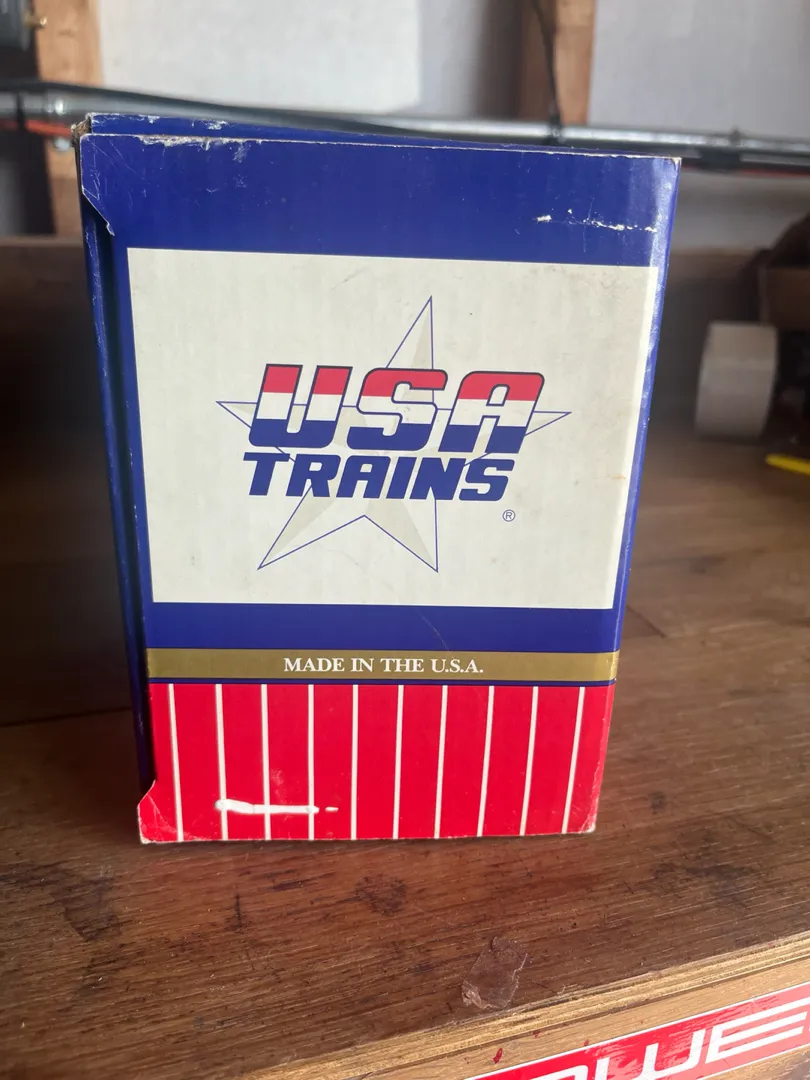 USA
TRAINS
®
MADE IN THE U.S.A.